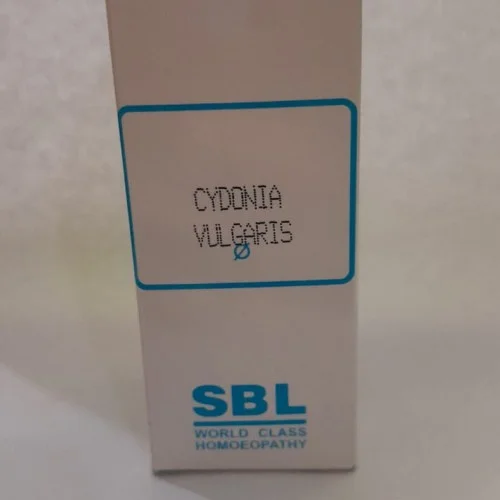 CYDONIA
VULGARIS
Ø
SBL
WORLD CLASS
HOMOEOPATHY